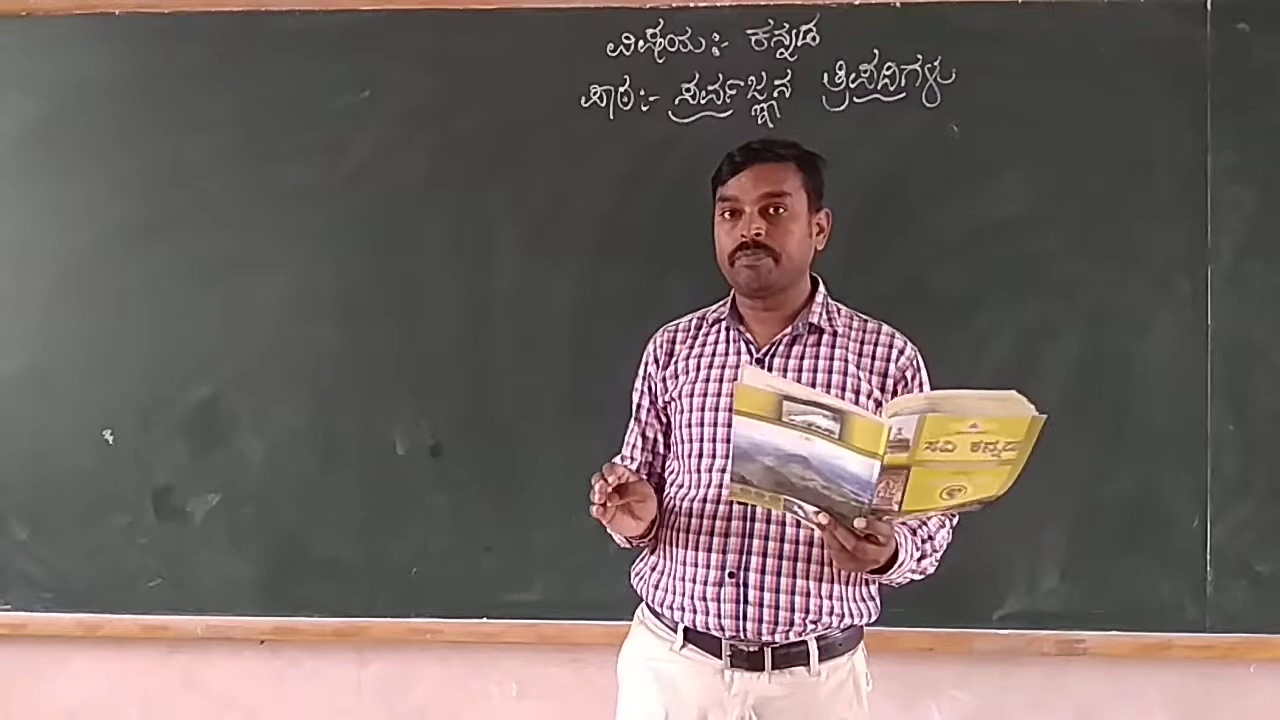 ವಿಷಯ:- ಕನ್ನಡ
ಪಾಠ:- ಸರ್ವಜ್ಞನ ತ್ರಿಪದಿಗಳು
ಸವಿ ಕನ್ನಡ